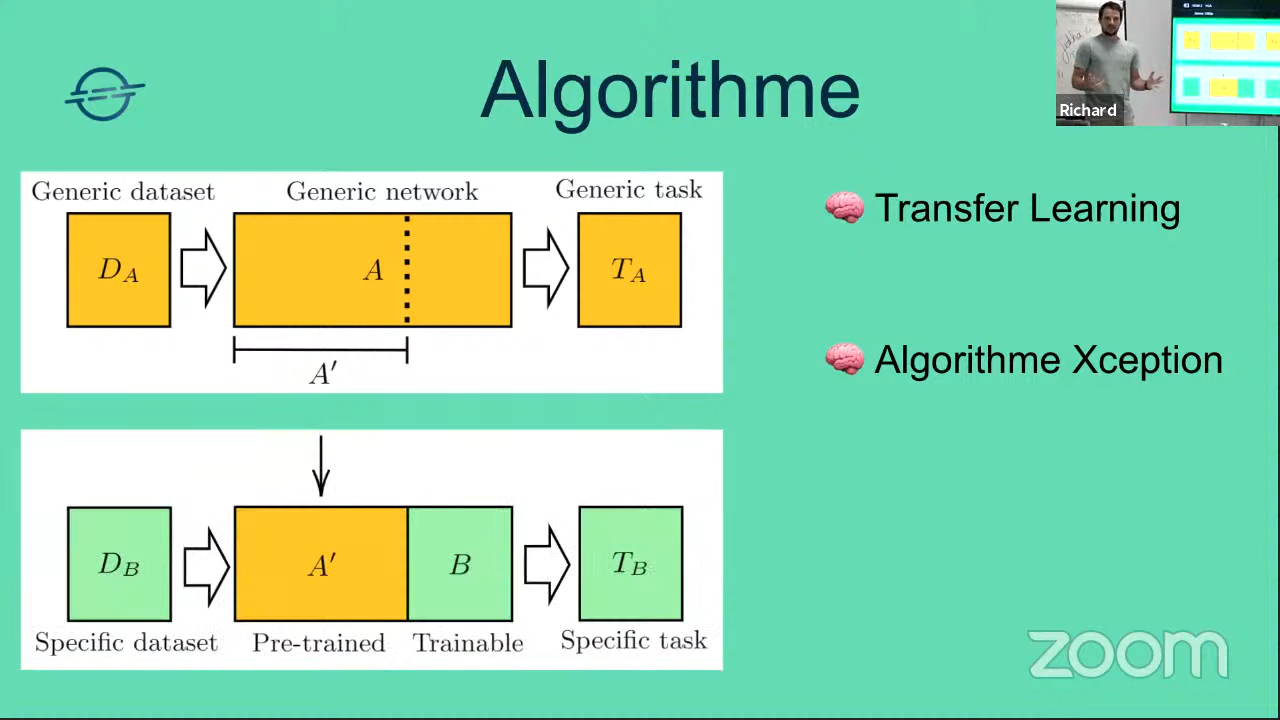 Algorithme
Richard
Generic dataset
Generic network
Generic task
D_A
A
T_A
A′
D_B
A′
B
T_B
Specific dataset
Pre-trained
Trainable
Specific task
Transfer Learning
Algorithme Xception
zoom